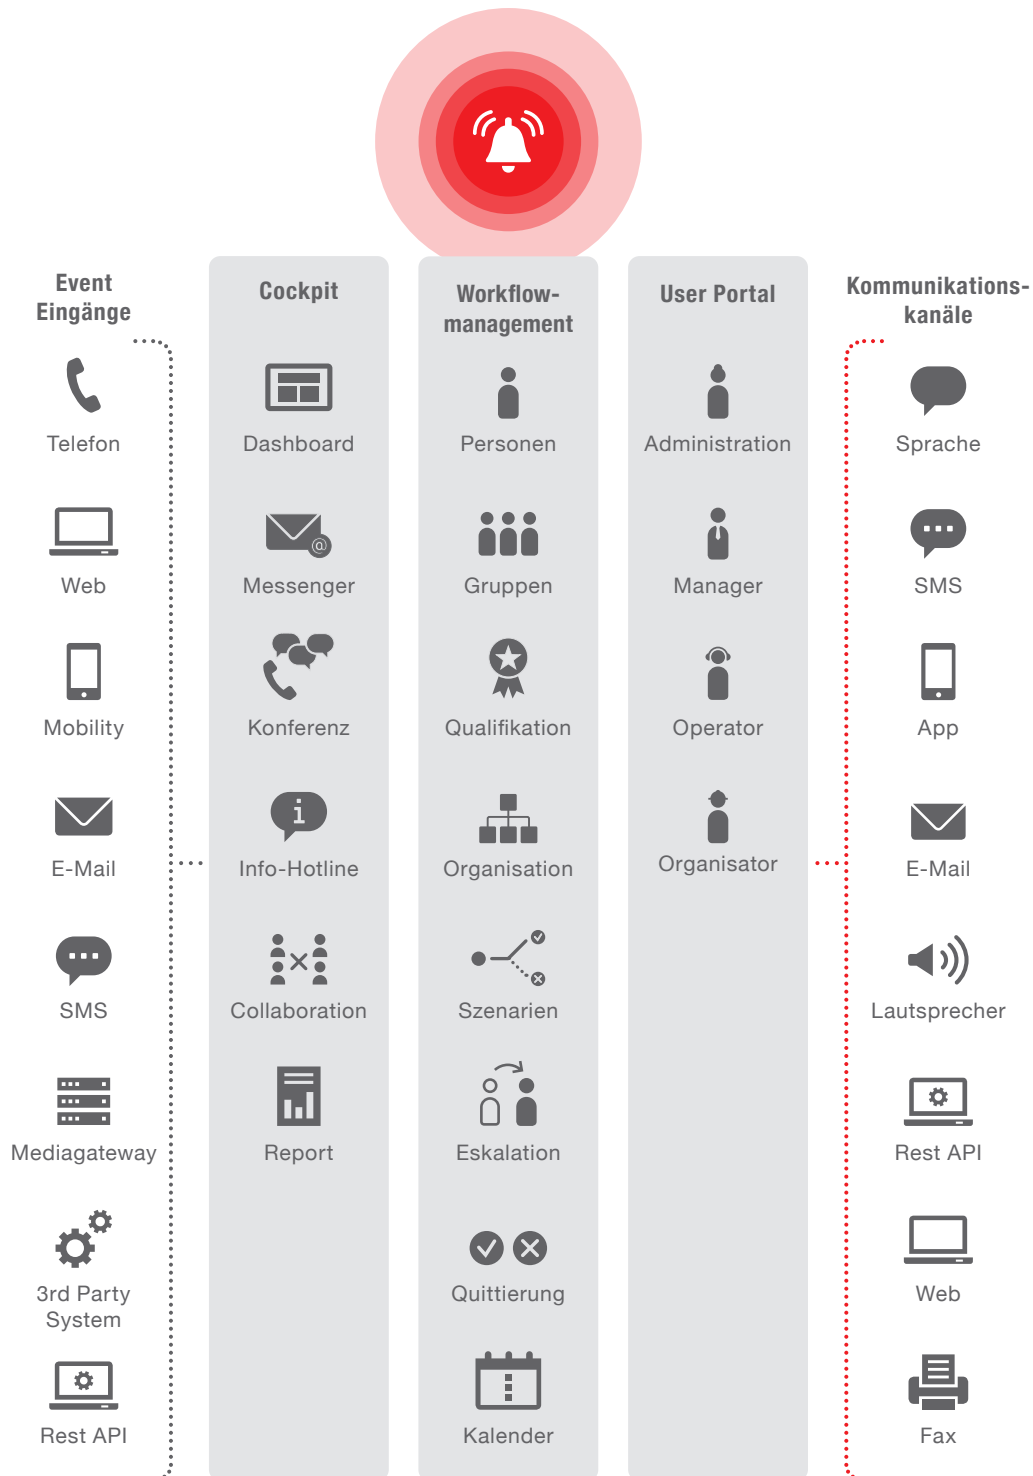 Event
Eingänge
Telefon
Web
Mobility
E-Mail
SMS
Mediagateway
3rd Party
System
Rest API
Cockpit
Dashboard
@
Messenger
Konferenz
i
Info-Hotline
Collaboration
Report
Workflow-
management
Personen
Gruppen
Qualifikation
Organisation
Szenarien
Eskalation
Quittierung
Kalender
User Portal
Administration
Manager
Operator
Organisator
Kommunikations-
kanäle
Sprache
SMS
App
E-Mail
Lautsprecher
Rest API
Web
Fax